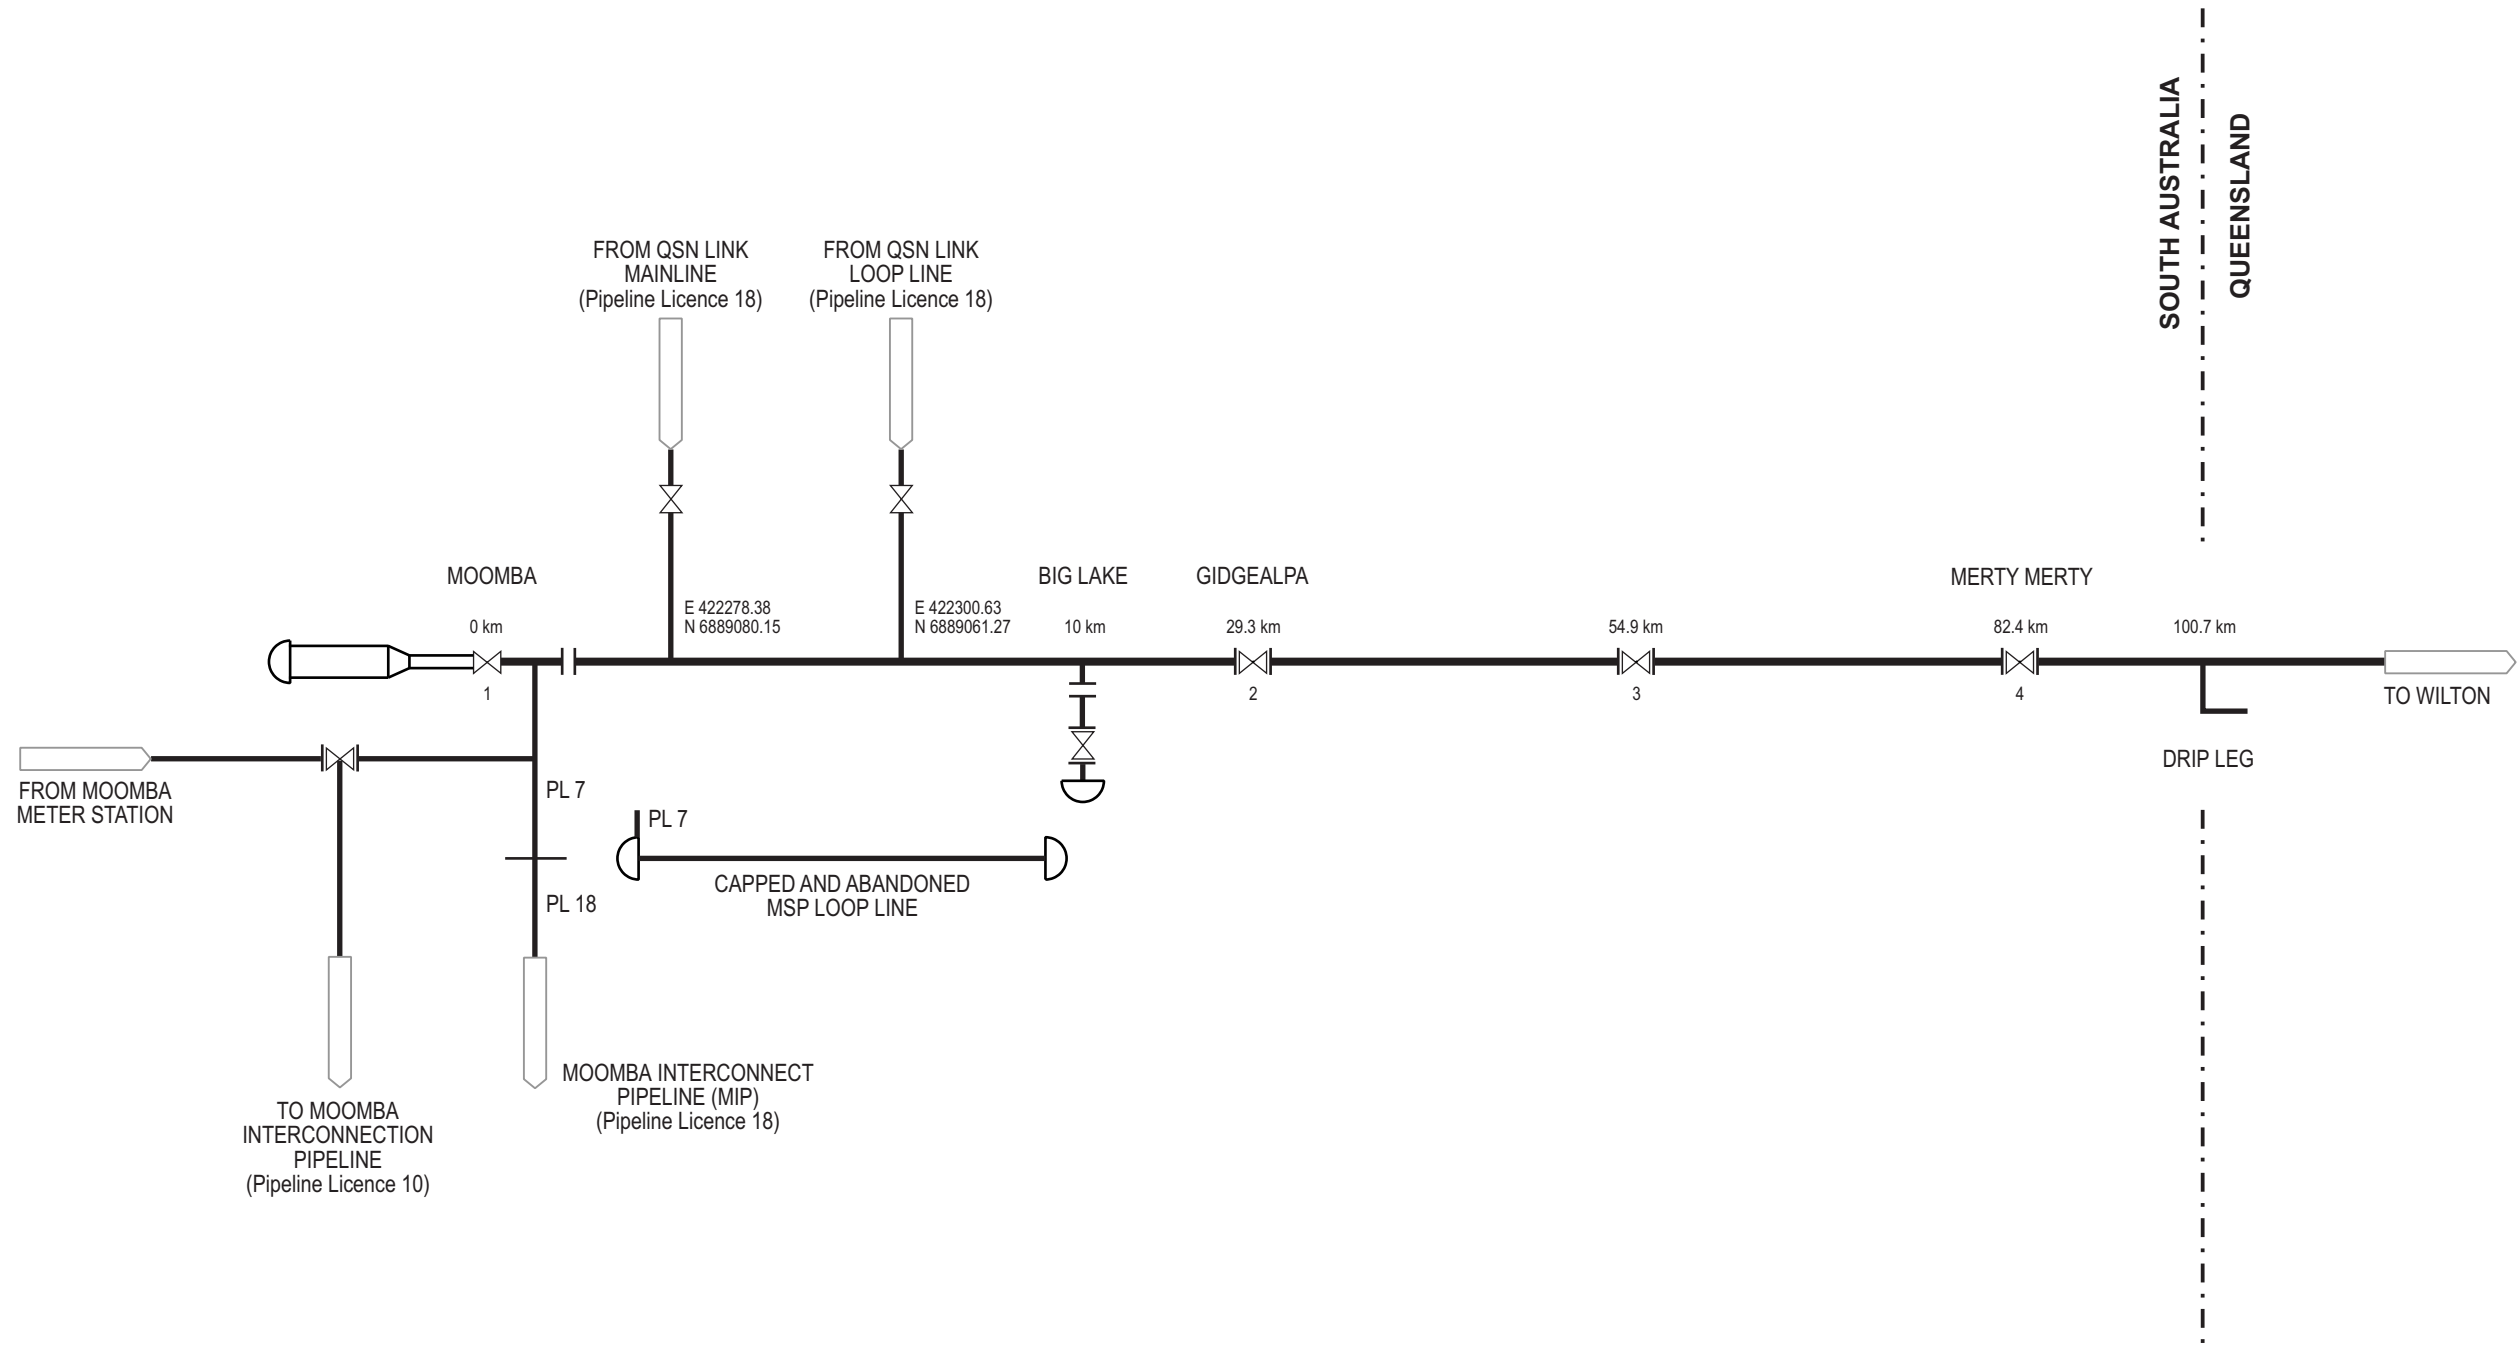 SOUTH AUSTRALIA
QUEENSLAND
FROM QSN LINK
MAINLINE
(Pipeline Licence 18)
FROM QSN LINK
LOOP LINE
(Pipeline Licence 18)
MOOMBA
BIG LAKE
GIDGEALPA
MERTY MERTY
0 km
E 422278.38
N 6889080.15
E 422300.63
N 6889061.27
10 km
29.3 km
54.9 km
82.4 km
100.7 km
1
2
3
4
TO WILTON
DRIP LEG
FROM MOOMBA
METER STATION
PL 7
PL 7
CAPPED AND ABANDONED
MSP LOOP LINE
PL 18
MOOMBA INTERCONNECT
PIPELINE (MIP)
(Pipeline Licence 18)
TO MOOMBA
INTERCONNECTION
PIPELINE
(Pipeline Licence 10)